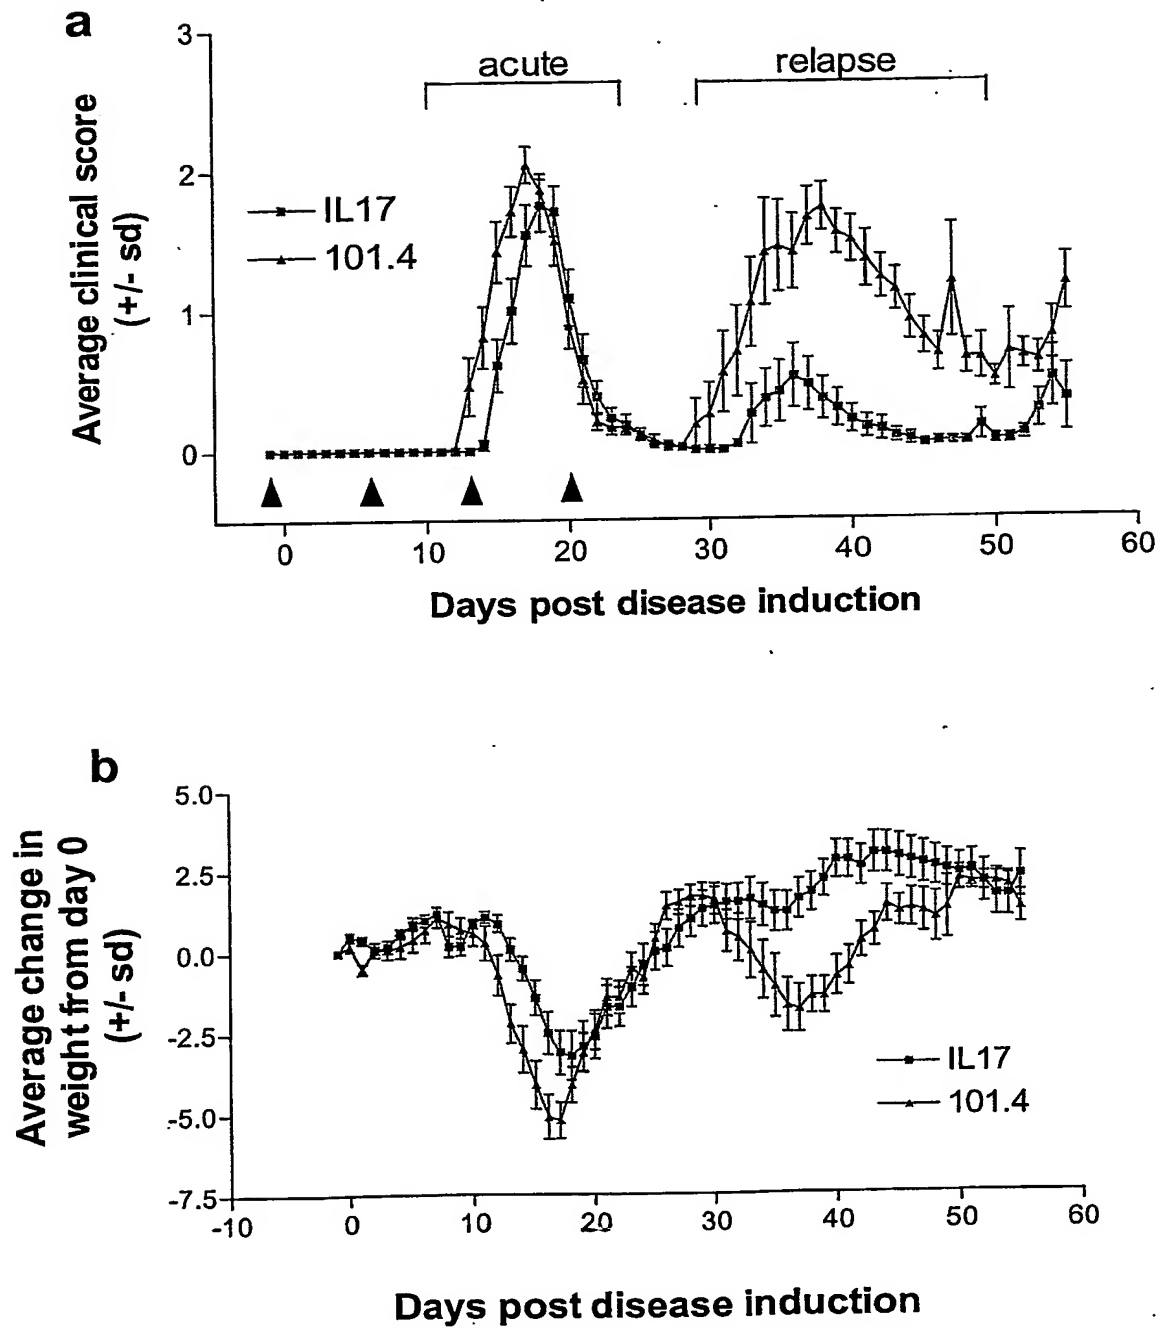 a
3
2
1
0
Average clinical score
(+/- sd)
acute
relapse
IL17
101.4
0 10 20 30 40 50 60
Days post disease induction
b
5.0
2.5
0.0
-2.5
-5.0
-7.5
Average change in
weight from day 0
(+/- sd)
IL17
101.4
-10 0 10 20 30 40 50 60
Days post disease induction